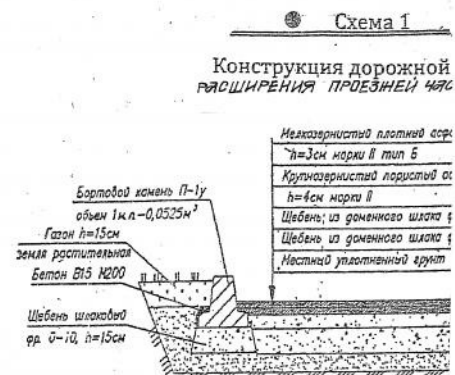 Схема 1
Конструкция дорожной
РАСШИРЕНИЯ ПРОЕЗЖЕЙ ЧАС
Мелкозернистый плотный асф
h=3см марки II тип Б
Крупнозернистый пористый ас
h=4см марки II
Щебень из доменного шлака ф
Щебень из доменного шлака ф
Местный уплотненный грунт
Бортовой камень П-1у
объем 1м.п.-0,0525м³
Газон h=15см
земля растительная
Бетон В15 М200
Щебень шлаковый
фр. 0-10, h=15см